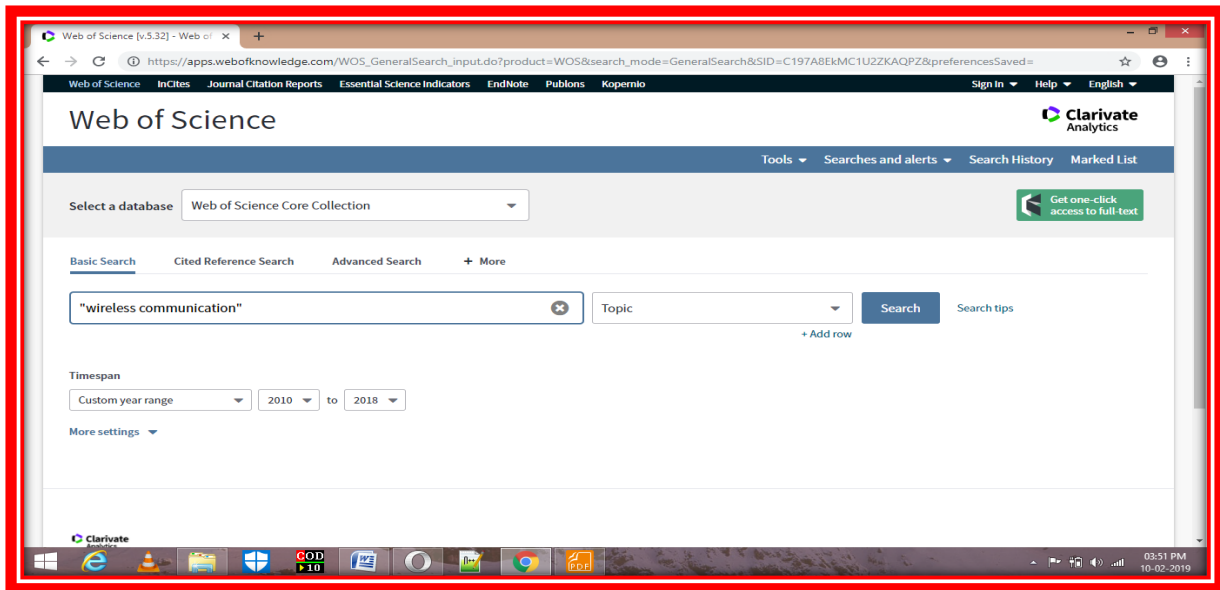 Web of Science [v.5.32] - Web of
https://apps.webofknowledge.com/WOS_GeneralSearch_input.do?product=WOS&search_mode=GeneralSearch&SID=C197A8EkMC1U2ZKAQPZ&preferencesSaved=
Web of Science InCites Journal Citation Reports Essential Science Indicators EndNote Publons Kopernio Sign In Help English
Web of Science
Clarivate
Analytics
Tools Searches and alerts Search History Marked List
Select a database Web of Science Core Collection
Get one-click
access to full-text
Basic Search Cited Reference Search Advanced Search + More
"wireless communication" Topic Search Search tips
+ Add row
Timespan
Custom year range 2010 to 2018
More settings
Clarivate
Analytics
COD
10
PDF
03:51 PM
10-02-2019